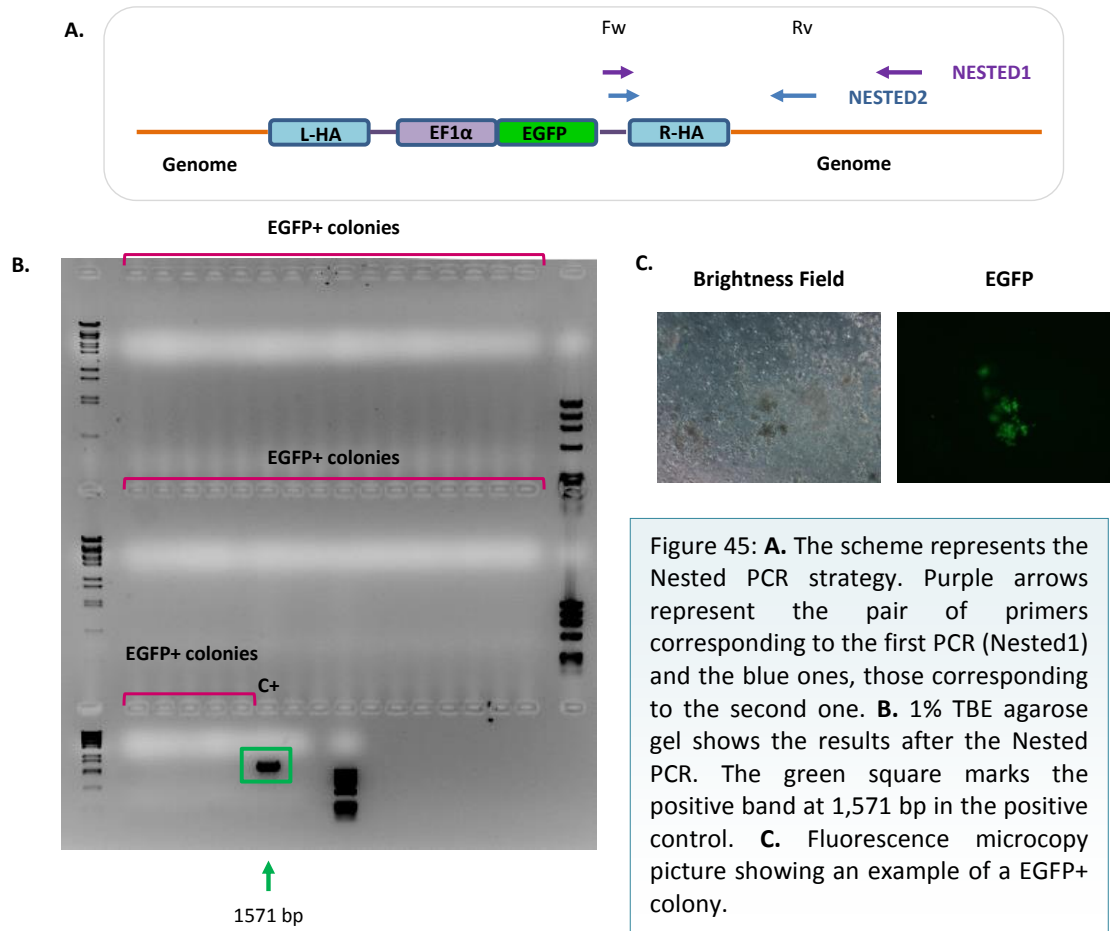 A.
Fw Rv
NESTED1
NESTED2
L-HA EF1α EGFP R-HA
Genome Genome
EGFP+ colonies
B.
EGFP+ colonies
EGFP+ colonies
C+
1571 bp
C.
Brightness Field EGFP
Figure 45: A. The scheme represents the
Nested PCR strategy. Purple arrows
represent the pair of primers
corresponding to the first PCR (Nested1)
and the blue ones, those corresponding
to the second one. B. 1% TBE agarose
gel shows the results after the Nested
PCR. The green square marks the
positive band at 1,571 bp in the positive
control. C. Fluorescence microcopy
picture showing an example of a EGFP+
colony.